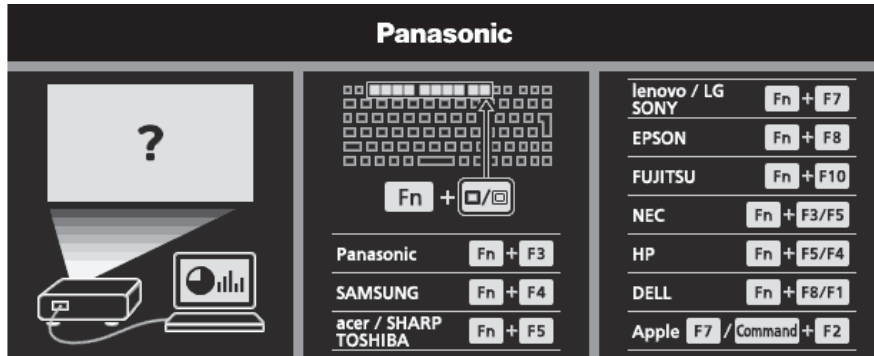 Panasonic
?
Fn + □/回
Panasonic Fn + F3
SAMSUNG Fn + F4
acer / SHARP
TOSHIBA Fn + F5
lenovo / LG
SONY Fn + F7
EPSON Fn + F8
FUJITSU Fn + F10
NEC Fn + F3/F5
HP Fn + F5/F4
DELL Fn + F8/F1
Apple F7 / Command + F2